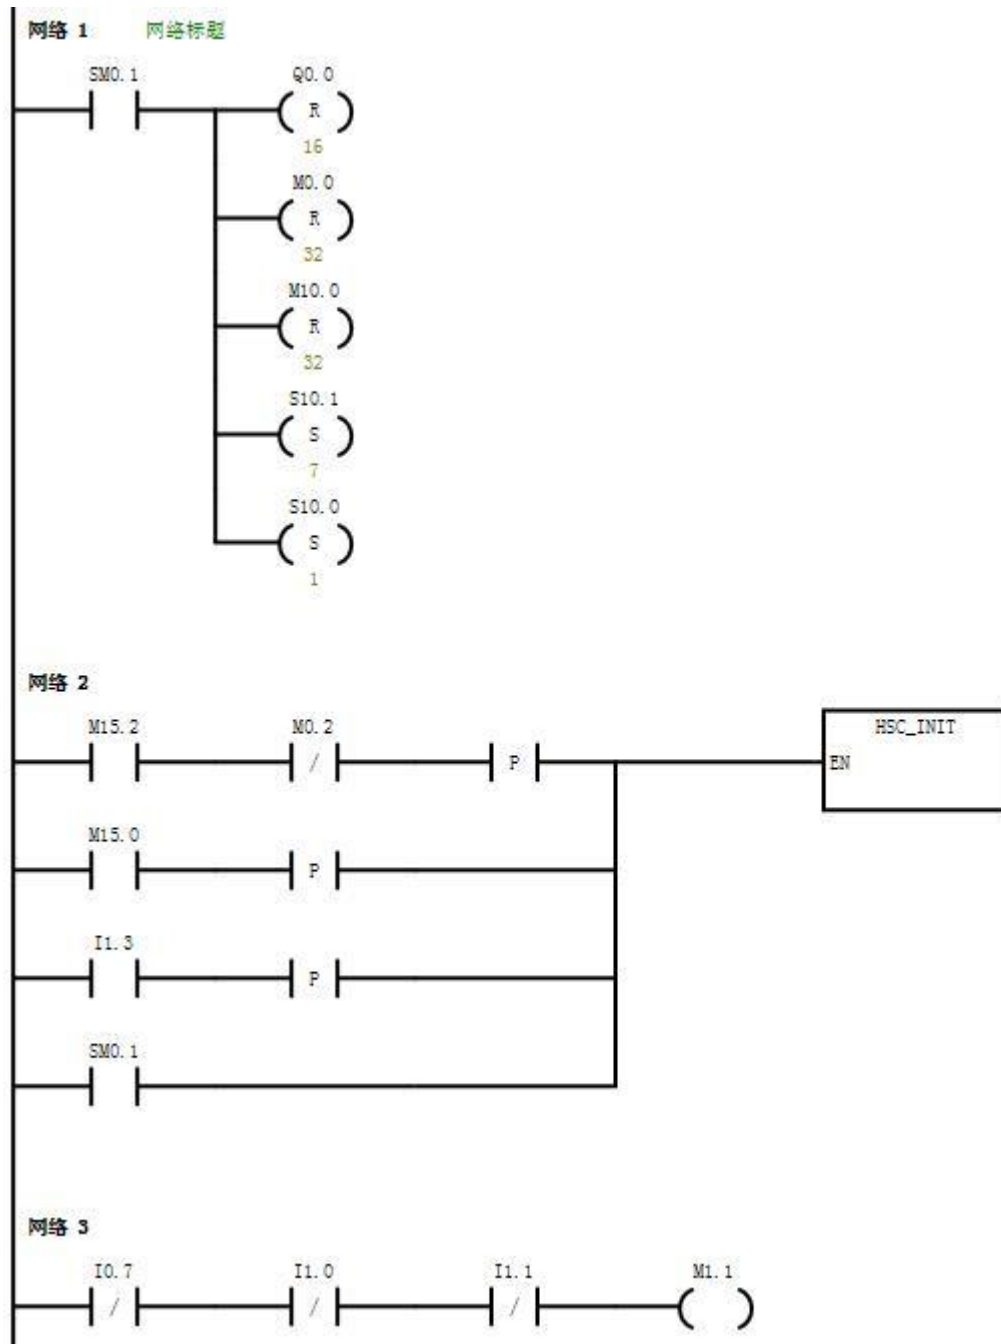 网络 1 网络标题
SM0.1 Q0.0
R
16
M0.0
R
32
M10.0
R
32
S10.1
S
7
S10.0
S
1
网络 2
M15.2 M0.2 HSC_INIT
/ P EN
M15.0
P
I1.3
P
SM0.1
网络 3
I0.7 I1.0 I1.1 M1.1
/ / /